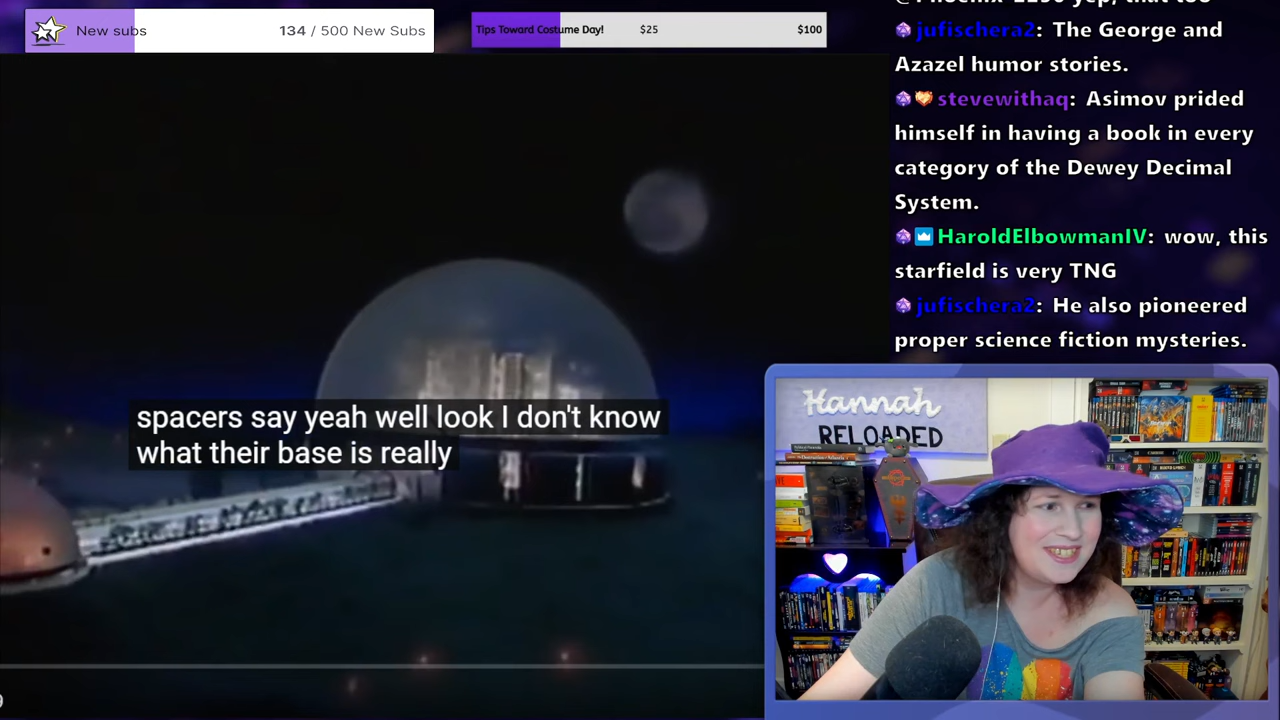 New subs
134 / 500 New Subs
Tips Toward Costume Day!
$25
$100
jufischera2: The George and
Azazel humor stories.
stevewithaq: Asimov prided
himself in having a book in every
category of the Dewey Decimal
System.
HaroldElbowmanIV: wow, this
starfield is very TNG
jufischera2: He also pioneered
proper science fiction mysteries.
spacers say yeah well look I don't know
what their base is really
Hannah
RELOADED